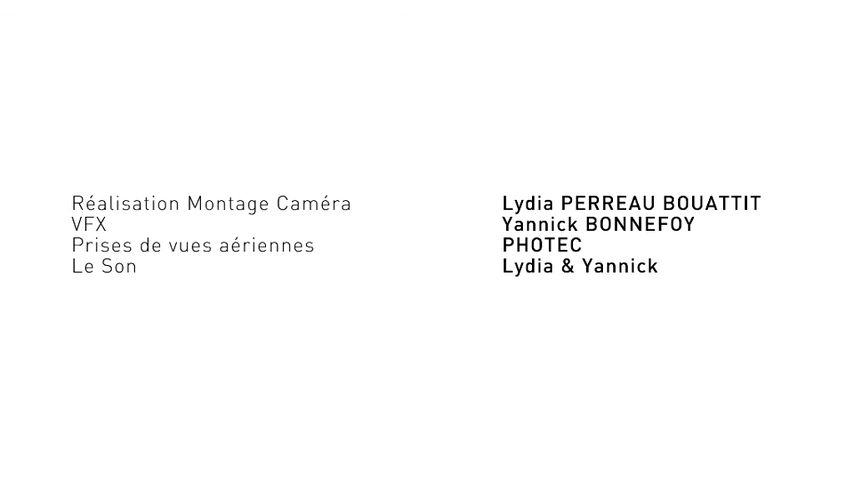 Réalisation Montage Caméra Lydia PERREAU BOUATTIT
VFX Yannick BONNEFOY
Prises de vues aériennes PHOTEC
Le Son Lydia & Yannick